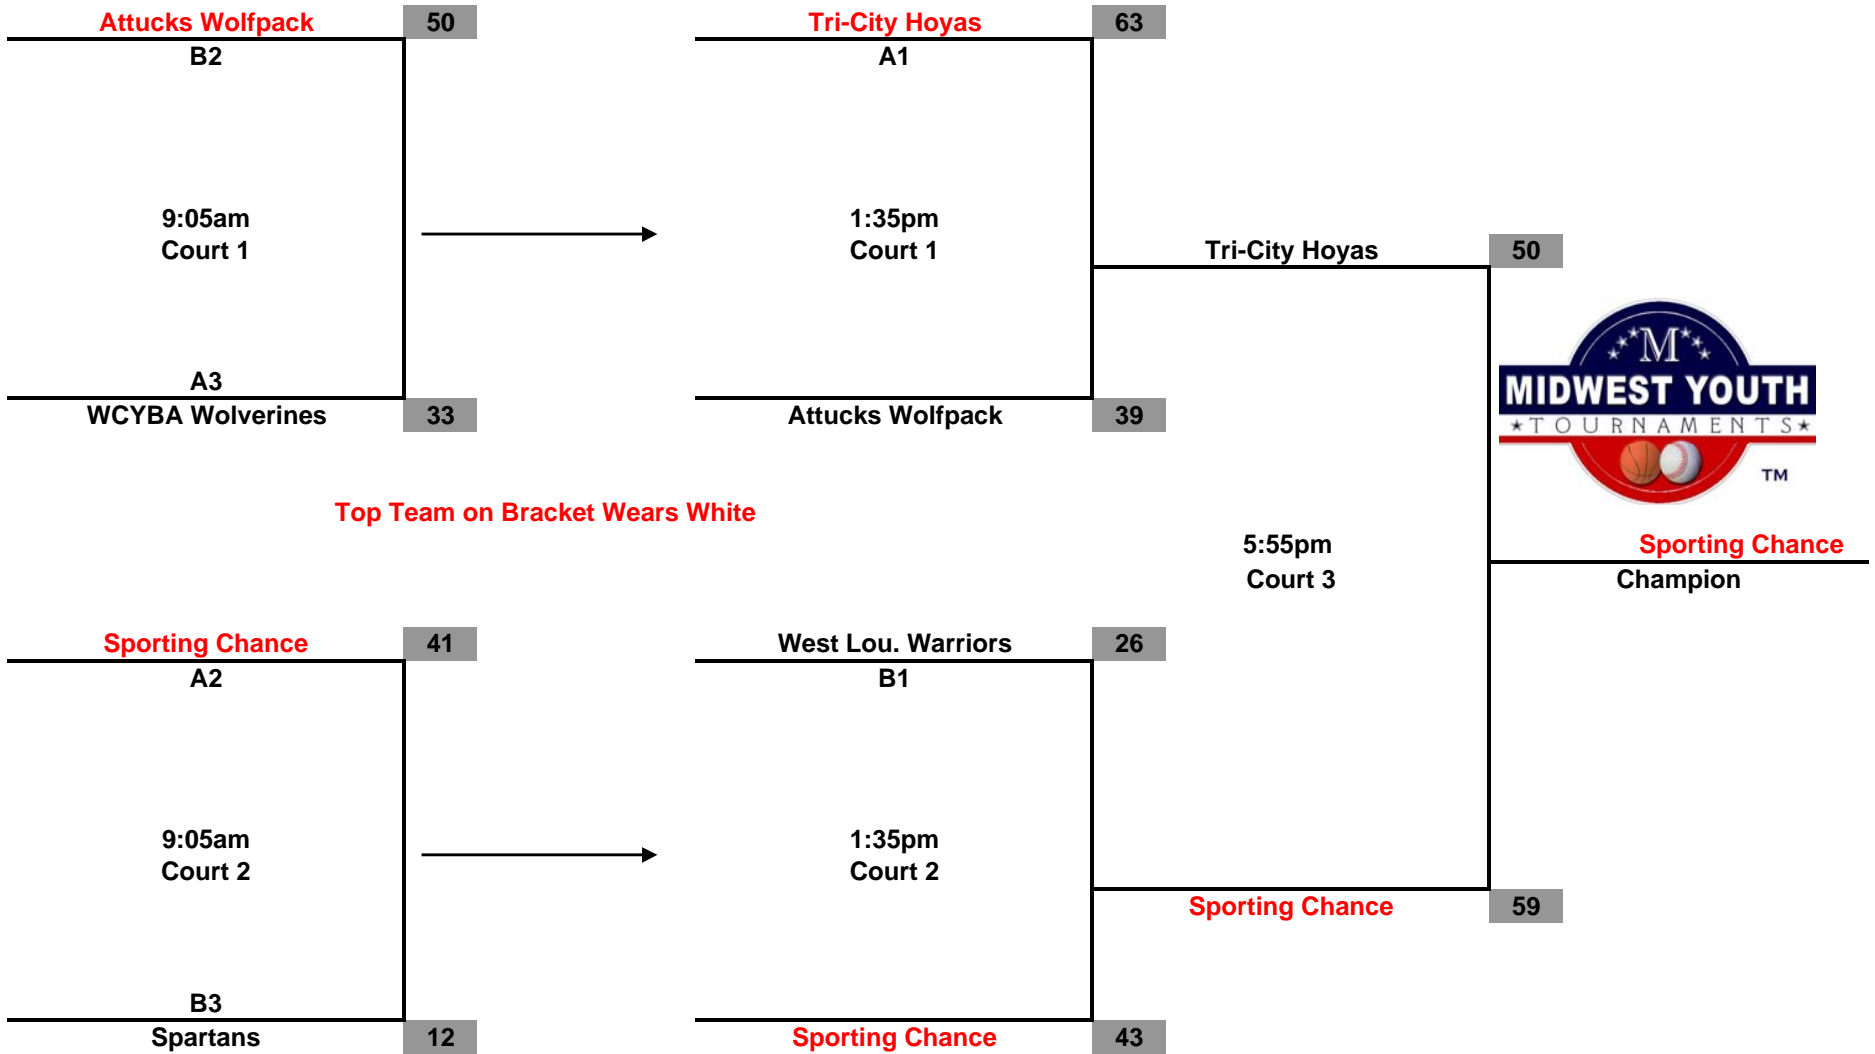 Attucks Wolfpack 50
B2
9:05am
Court 1
A3
WCYBA Wolverines 33
Tri-City Hoyas 63
A1
1:35pm
Court 1
Attucks Wolfpack 39
Tri-City Hoyas 50
M
MIDWEST YOUTH
TOURNAMENTS
TM
Top Team on Bracket Wears White
5:55pm
Court 3
Sporting Chance
Champion
Sporting Chance 41
A2
9:05am
Court 2
B3
Spartans 12
West Lou. Warriors 26
B1
1:35pm
Court 2
Sporting Chance 43
Sporting Chance 59